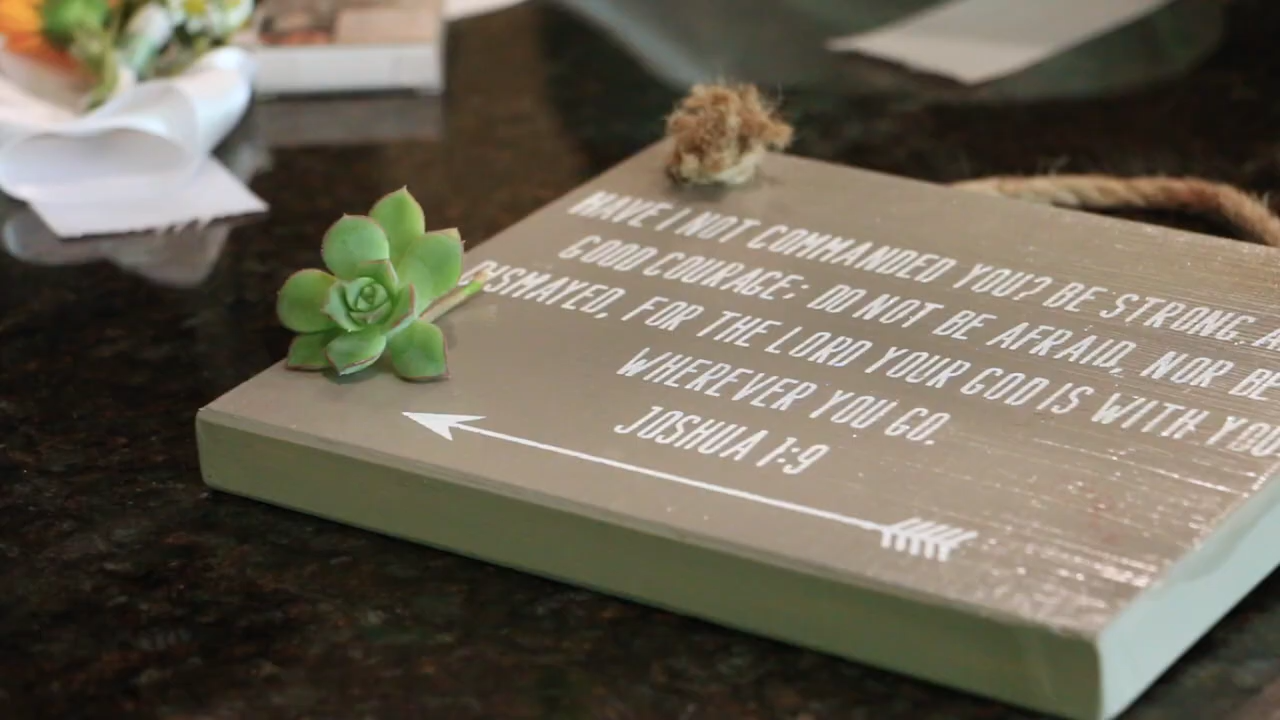 HAVE I NOT COMMANDED YOU? BE STRONG,
GOOD COURAGE; DO NOT BE AFRAID, NOR BE
DISMAYED, FOR THE LORD YOUR GOD IS WITH YOU
WHEREVER YOU GO.
JOSHUA 1:9